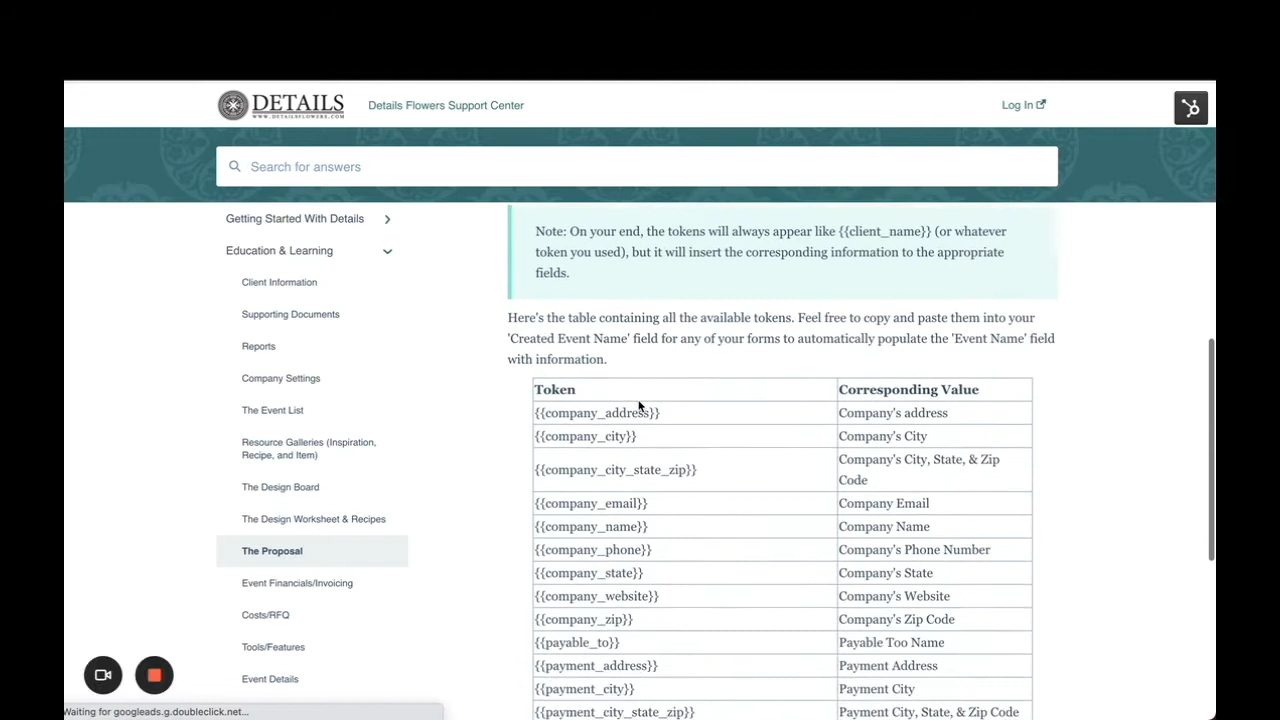 DETAILS
WWW.DETAILSFLOWERS.COM
Details Flowers Support Center
Log In
Search for answers
Getting Started With Details
Education & Learning
Client Information
Supporting Documents
Reports
Company Settings
The Event List
Resource Galleries (Inspiration,
Recipe, and Item)
The Design Board
The Design Worksheet & Recipes
The Proposal
Event Financials/Invoicing
Costs/RFQ
Tools/Features
Event Details
Note: On your end, the tokens will always appear like {{client_name}} (or whatever
token you used), but it will insert the corresponding information to the appropriate
fields.
Here's the table containing all the available tokens. Feel free to copy and paste them into your
'Created Event Name' field for any of your forms to automatically populate the 'Event Name' field
with information.
Token Corresponding Value
{{company_address}} Company's address
{{company_city}} Company's City
{{company_city_state_zip}} Company's City, State, & Zip
Code
{{company_email}} Company Email
{{company_name}} Company Name
{{company_phone}} Company's Phone Number
{{company_state}} Company's State
{{company_website}} Company's Website
{{company_zip}} Company's Zip Code
{{payable_to}} Payable Too Name
{{payment_address}} Payment Address
{{payment_city}} Payment City
{{payment_city_state_zip}} Payment City, State, & Zip Code
Waiting for googleads.g.doubleclick.net...